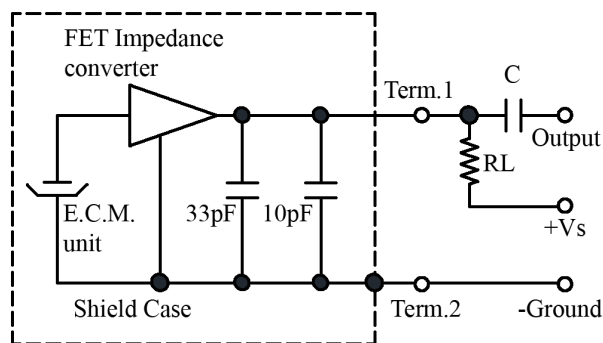 FET Impedance
converter
Term.1
C
Output
RL
E.C.M.
unit
33pF
10pF
+Vs
Shield Case
Term.2
-Ground